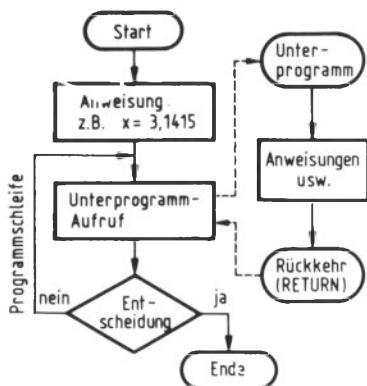 Start
Anweisung
z.B. x = 3,1415
Programmschleife
Unterprogramm-
Aufruf
nein
Ent-
scheidung
ja
Ende
Unter-
programm
Anweisungen
usw.
Rückkehr
(RETURN)